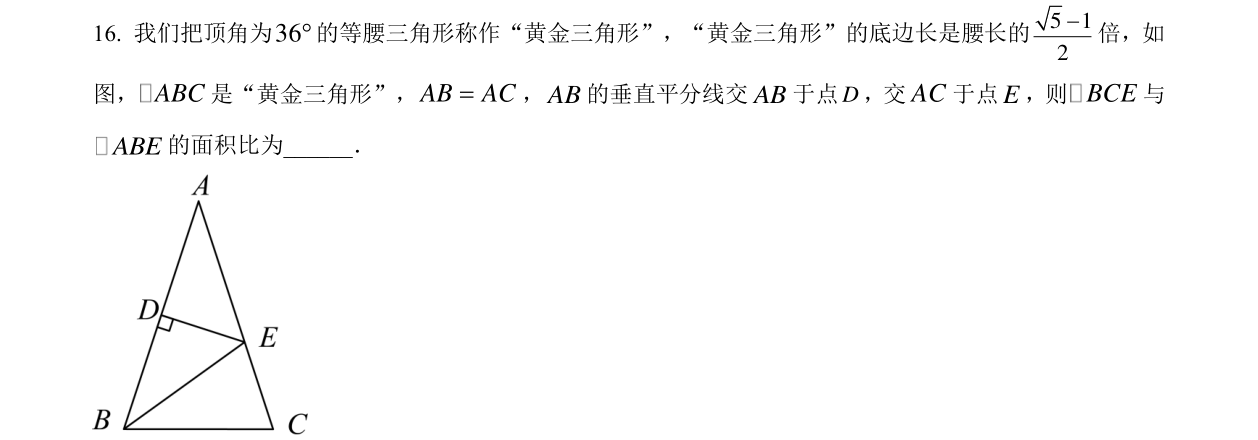 16. 我们把顶角为36°的等腰三角形称作“黄金三角形”，“黄金三角形”的底边长是腰长的$\frac{\sqrt{5}-1}{2}$倍，如
图，□ABC是“黄金三角形”，AB = AC，AB的垂直平分线交AB于点D，交AC于点E，则□BCE与
□ABE的面积比为______．
A
D
E
B
C